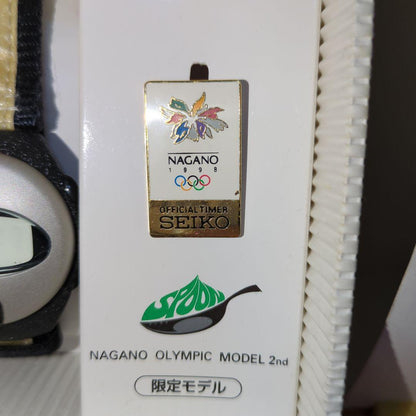 NAGANO
1998
OFFICIAL TIMER
SEIKO
SPOON
NAGANO OLYMPIC MODEL 2nd
限定モデル